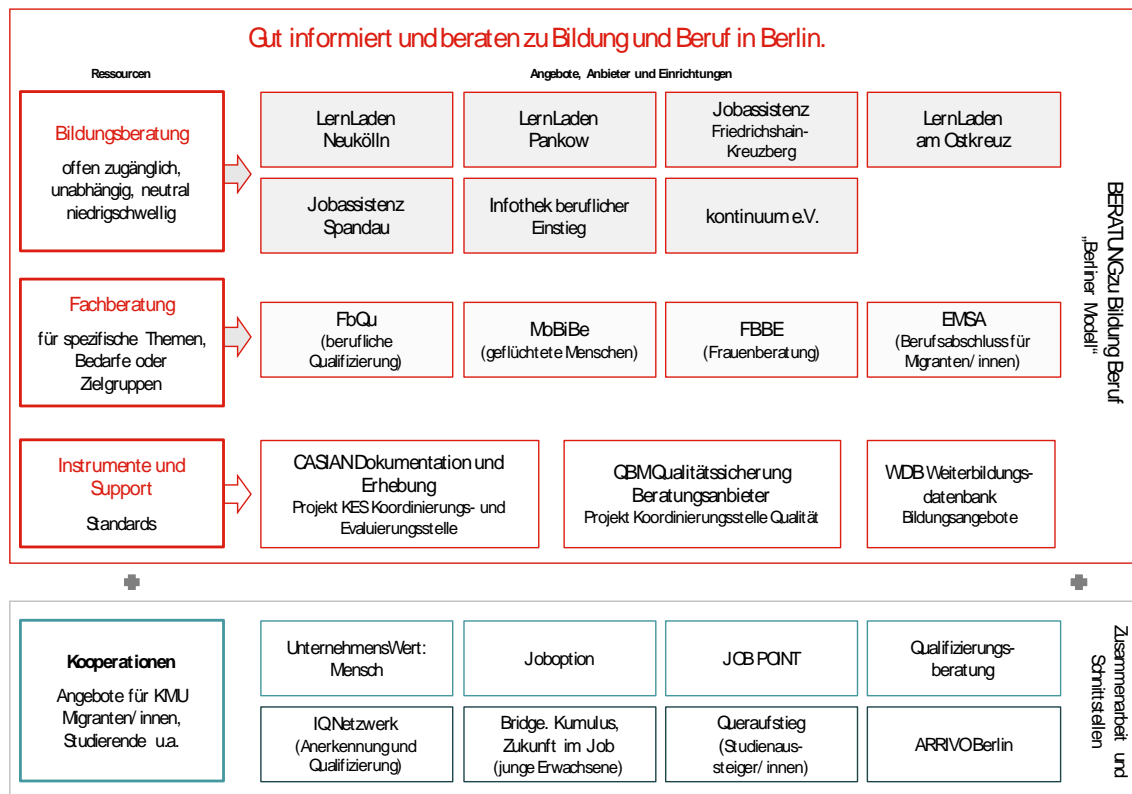 Gut informiert und beraten zu Bildung und Beruf in Berlin.
Ressourcen
Angebote, Anbieter und Einrichtungen
Bildungsberatung
offen zugänglich,
unabhängig, neutral
niedrigschwellig
LernLaden
Neukölln
LernLaden
Pankow
Jobassistenz
Friedrichshain-
Kreuzberg
LernLaden
am Ostkreuz
Jobassistenz
Spandau
Infothek beruflicher
Einstieg
kontinuum e.V.
Fachberatung
für spezifische Themen,
Bedarfe oder
Zielgruppen
FbQu
(berufliche
Qualifizierung)
MoBiBe
(geflüchtete Menschen)
FBBE
(Frauenberatung)
EMSA
(Berufsabschluss für
Migranten/innen)
Instrumente und
Support
Standards
CASIAN Dokumentation und
Erhebung
Projekt KES Koordinierungs- und
Evaluierungsstelle
QBM Qualitätssicherung
Beratungsanbieter
Projekt Koordinierungsstelle Qualität
WDB Weiterbildungs-
datenbank
Bildungsangebote
BERATUNG zu Bildung Beruf
„Berliner Modell“
Kooperationen
Angebote für KMU
Migranten/innen,
Studierende u.a.
UnternehmensWert:
Mensch
Joboption
JOB POINT
Qualifizierungs-
beratung
IQ Netzwerk
(Anerkennung und
Qualifizierung)
Bridge. Kumulus,
Zukunft im Job
(junge Erwachsene)
Queraufstieg
(Studienaus-
steiger/innen)
ARRIVO Berlin
Zusammenarbeit und
Schnittstellen